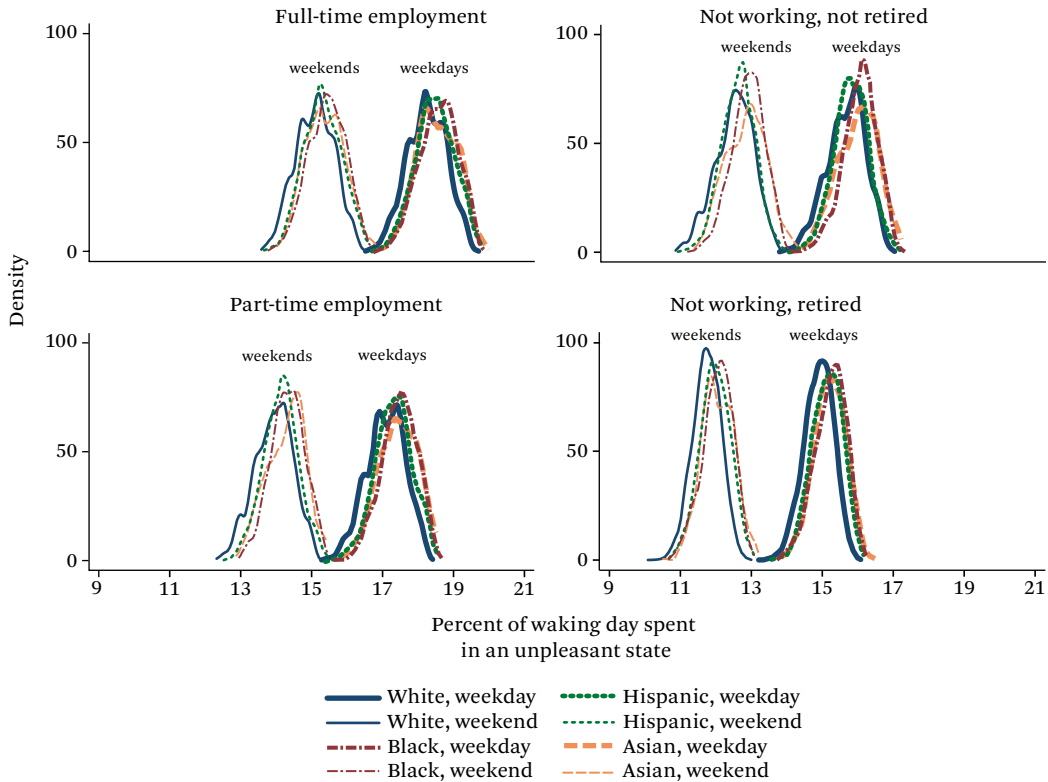 Full-time employment
Not working, not retired
100
100
weekends
weekdays
weekends
weekdays
50
50
0
0
Density
Part-time employment
Not working, retired
100
100
weekends
weekdays
weekends
weekdays
50
50
0
0
9 11 13 15 17 19 21
9 11 13 15 17 19 21
Percent of waking day spent
in an unpleasant state
White, weekday
Hispanic, weekday
White, weekend
Hispanic, weekend
Black, weekday
Asian, weekday
Black, weekend
Asian, weekend